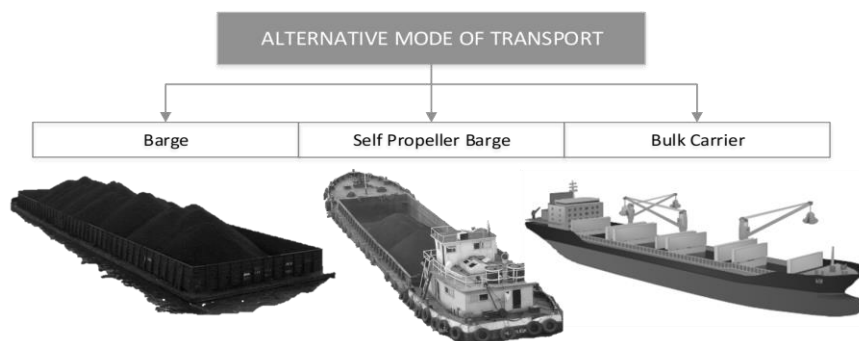 ALTERNATIVE MODE OF TRANSPORT
Barge
Self Propeller Barge
Bulk Carrier